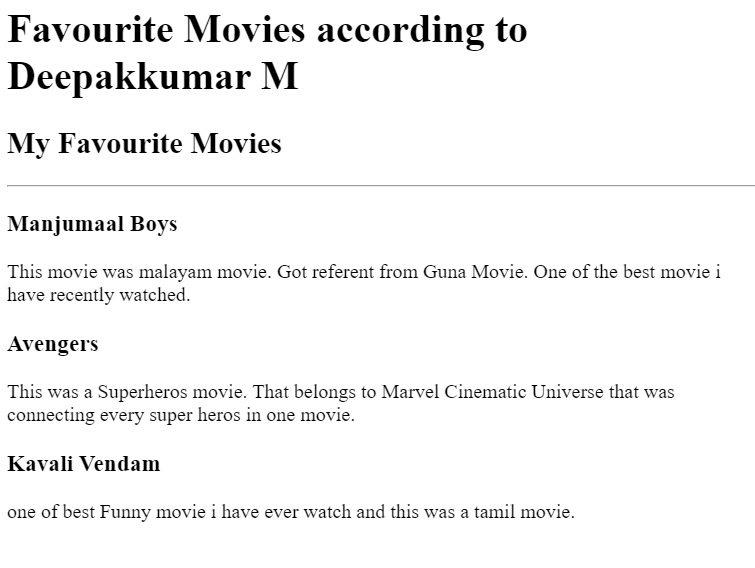 Favourite Movies according to
Deepakkumar M
My Favourite Movies
Manjumaal Boys
This movie was malayam movie. Got referent from Guna Movie. One of the best movie i
have recently watched.
Avengers
This was a Superheros movie. That belongs to Marvel Cinematic Universe that was
connecting every super heros in one movie.
Kavali Vendam
one of best Funny movie i have ever watch and this was a tamil movie.